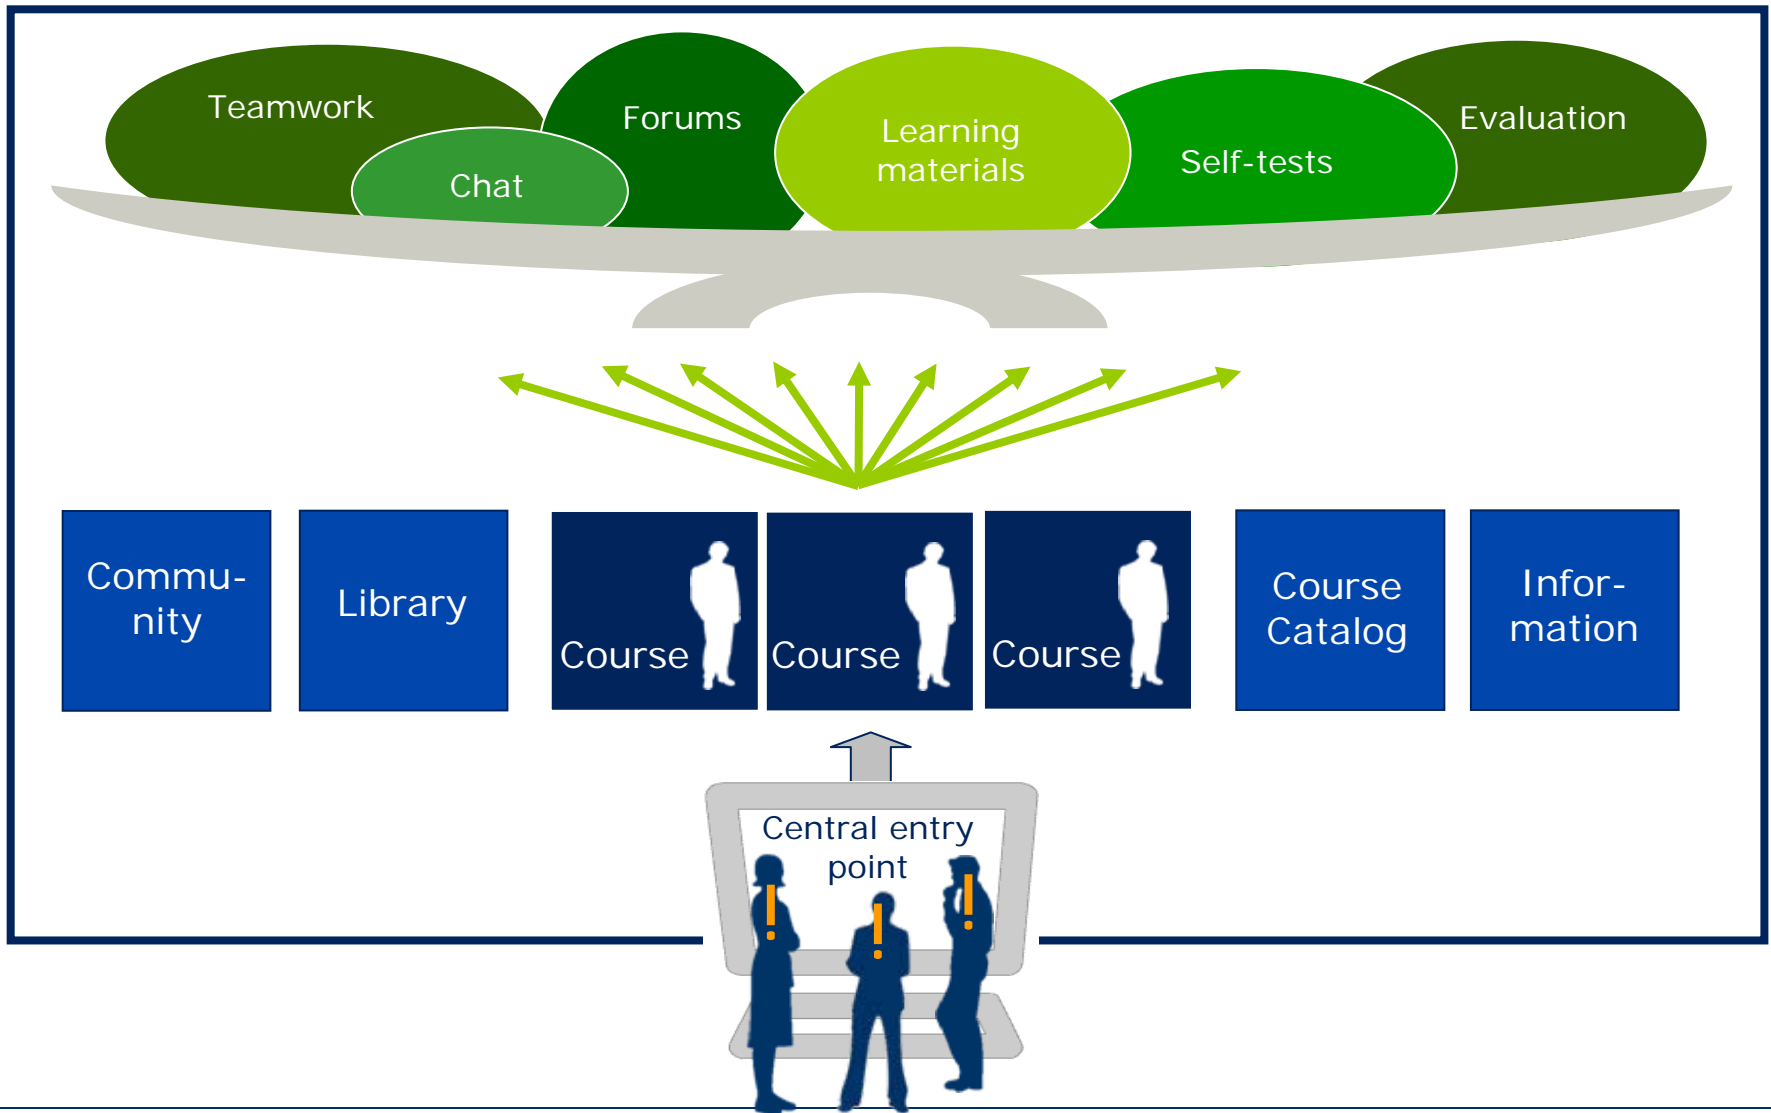 Teamwork
Chat
Forums
Learning
materials
Self-tests
Evaluation
Commu-
nity
Library
Course
Course
Course
Course
Catalog
Infor-
mation
Central entry
point
!
!
!